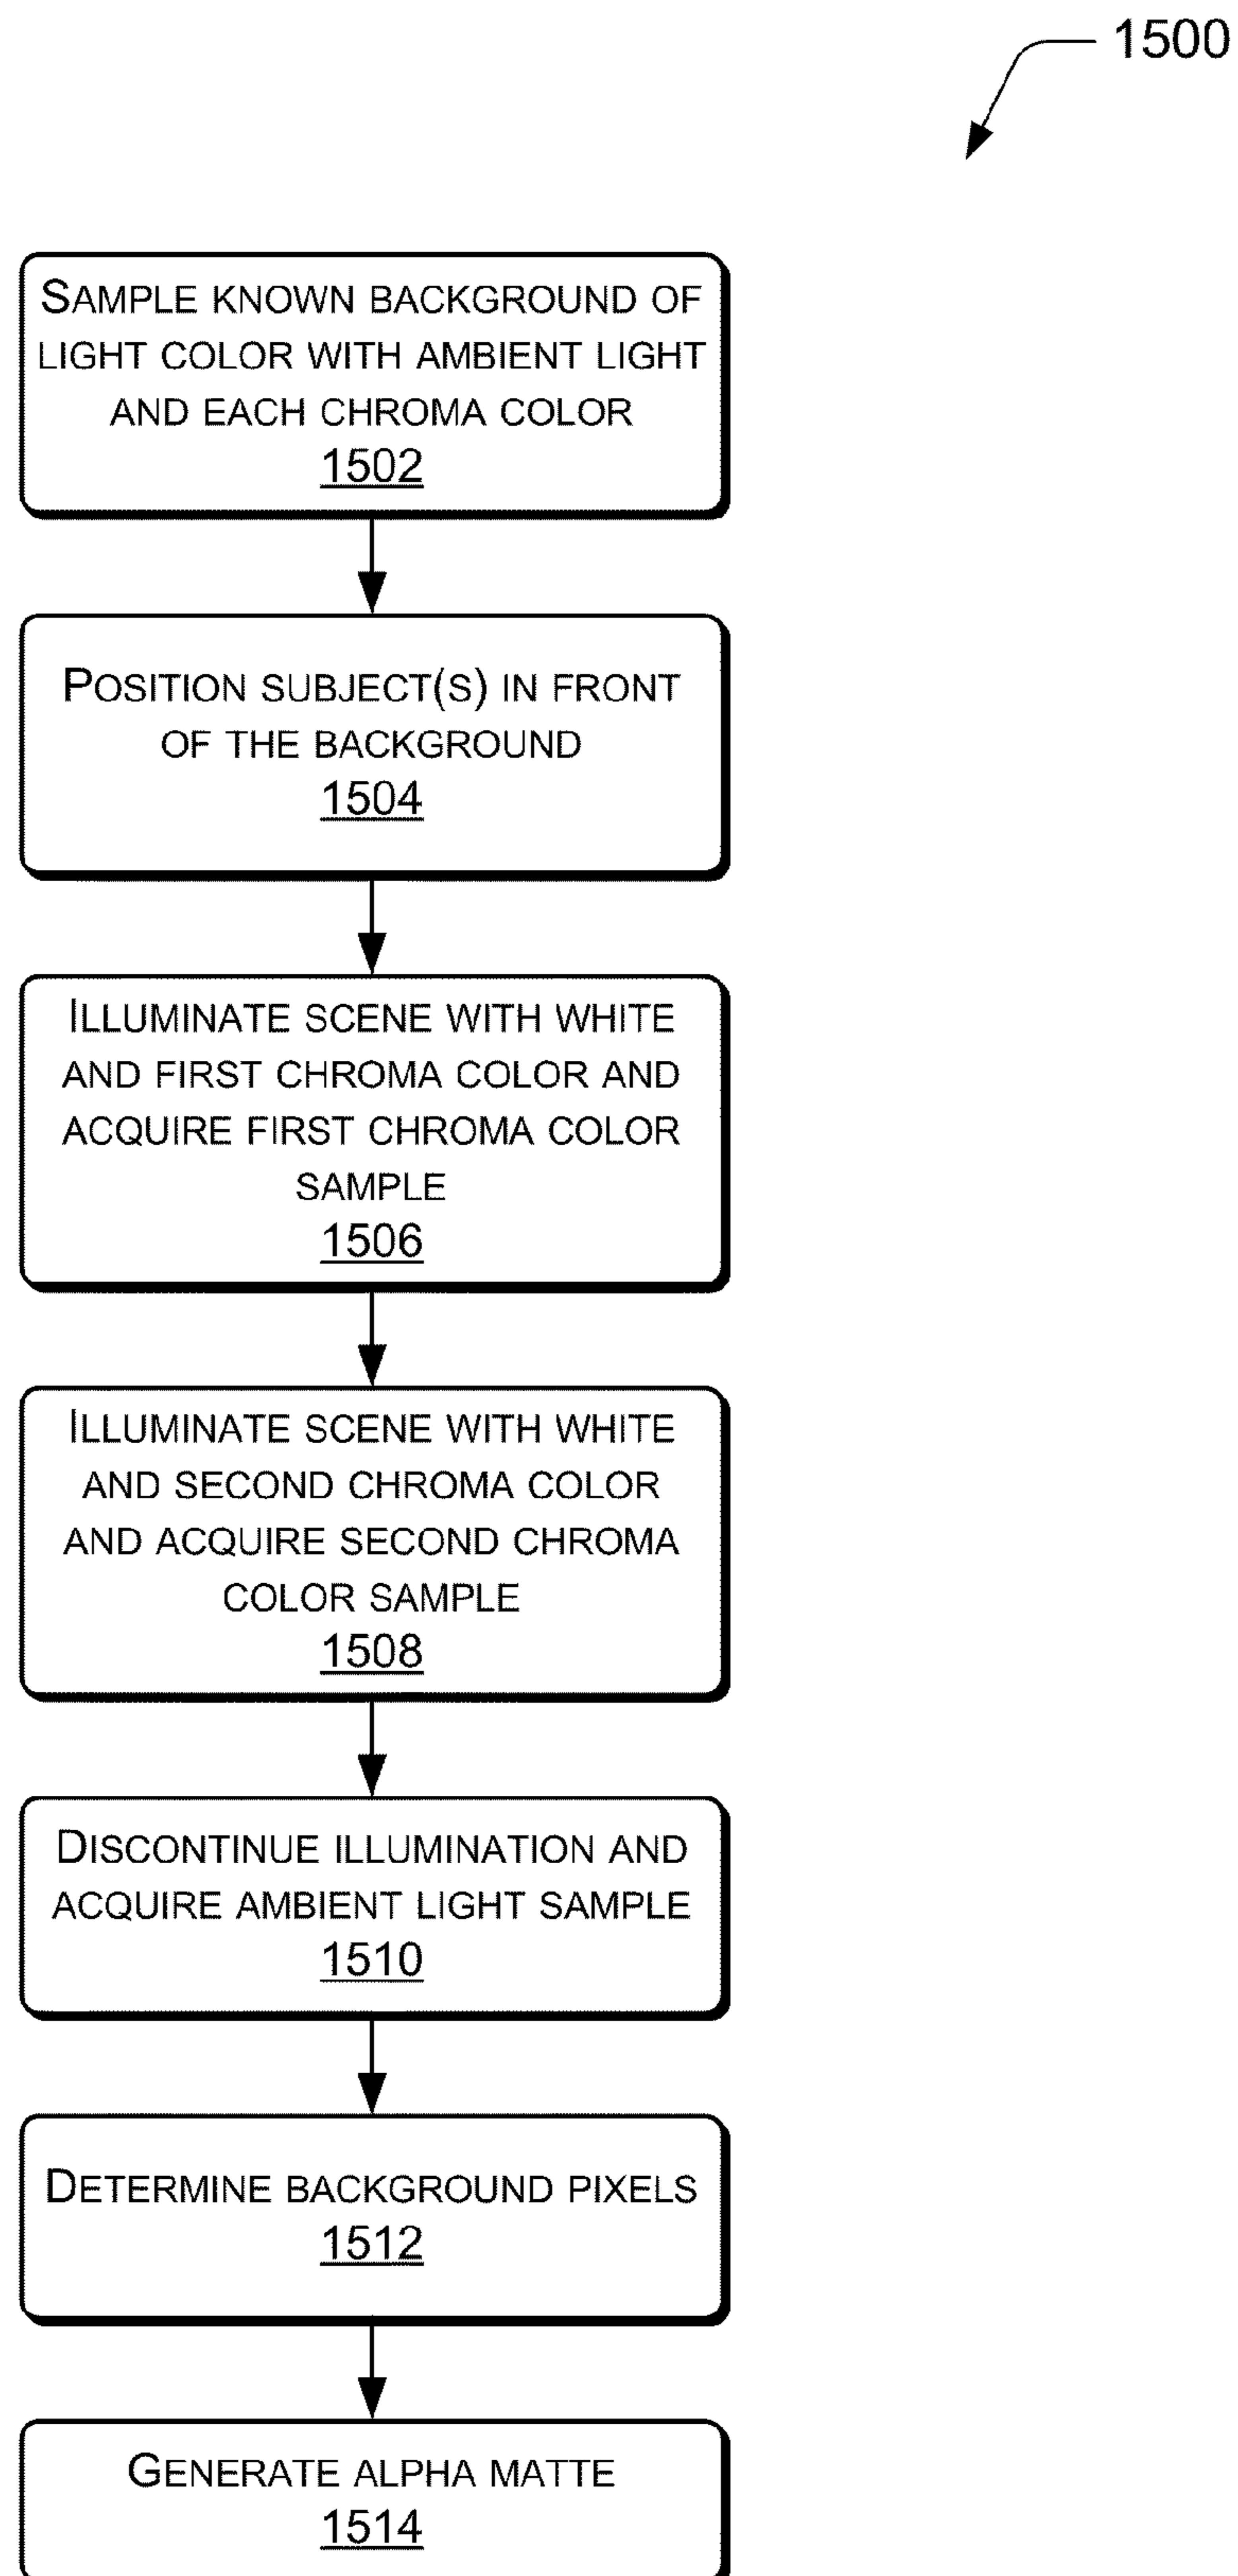 1500
SAMPLE KNOWN BACKGROUND OF
LIGHT COLOR WITH AMBIENT LIGHT
AND EACH CHROMA COLOR
1502
POSITION SUBJECT(S) IN FRONT
OF THE BACKGROUND
1504
ILLUMINATE SCENE WITH WHITE
AND FIRST CHROMA COLOR AND
ACQUIRE FIRST CHROMA COLOR
SAMPLE
1506
ILLUMINATE SCENE WITH WHITE
AND SECOND CHROMA COLOR
AND ACQUIRE SECOND CHROMA
COLOR SAMPLE
1508
DISCONTINUE ILLUMINATION AND
ACQUIRE AMBIENT LIGHT SAMPLE
1510
DETERMINE BACKGROUND PIXELS
1512
GENERATE ALPHA MATTE
1514